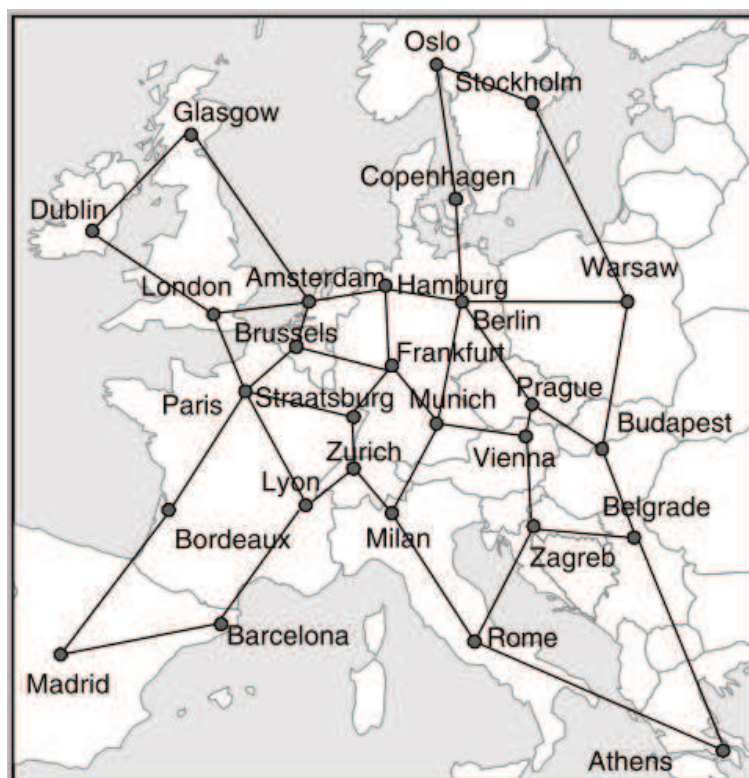 Oslo
Stockholm
Glasgow
Copenhagen
Dublin
Amsterdam
Hamburg
Warsaw
London
Berlin
Brussels
Frankfurt
Paris
Straatsburg
Munich
Prague
Budapest
Vienna
Zurich
Lyon
Belgrade
Bordeaux
Milan
Zagreb
Barcelona
Rome
Madrid
Athens